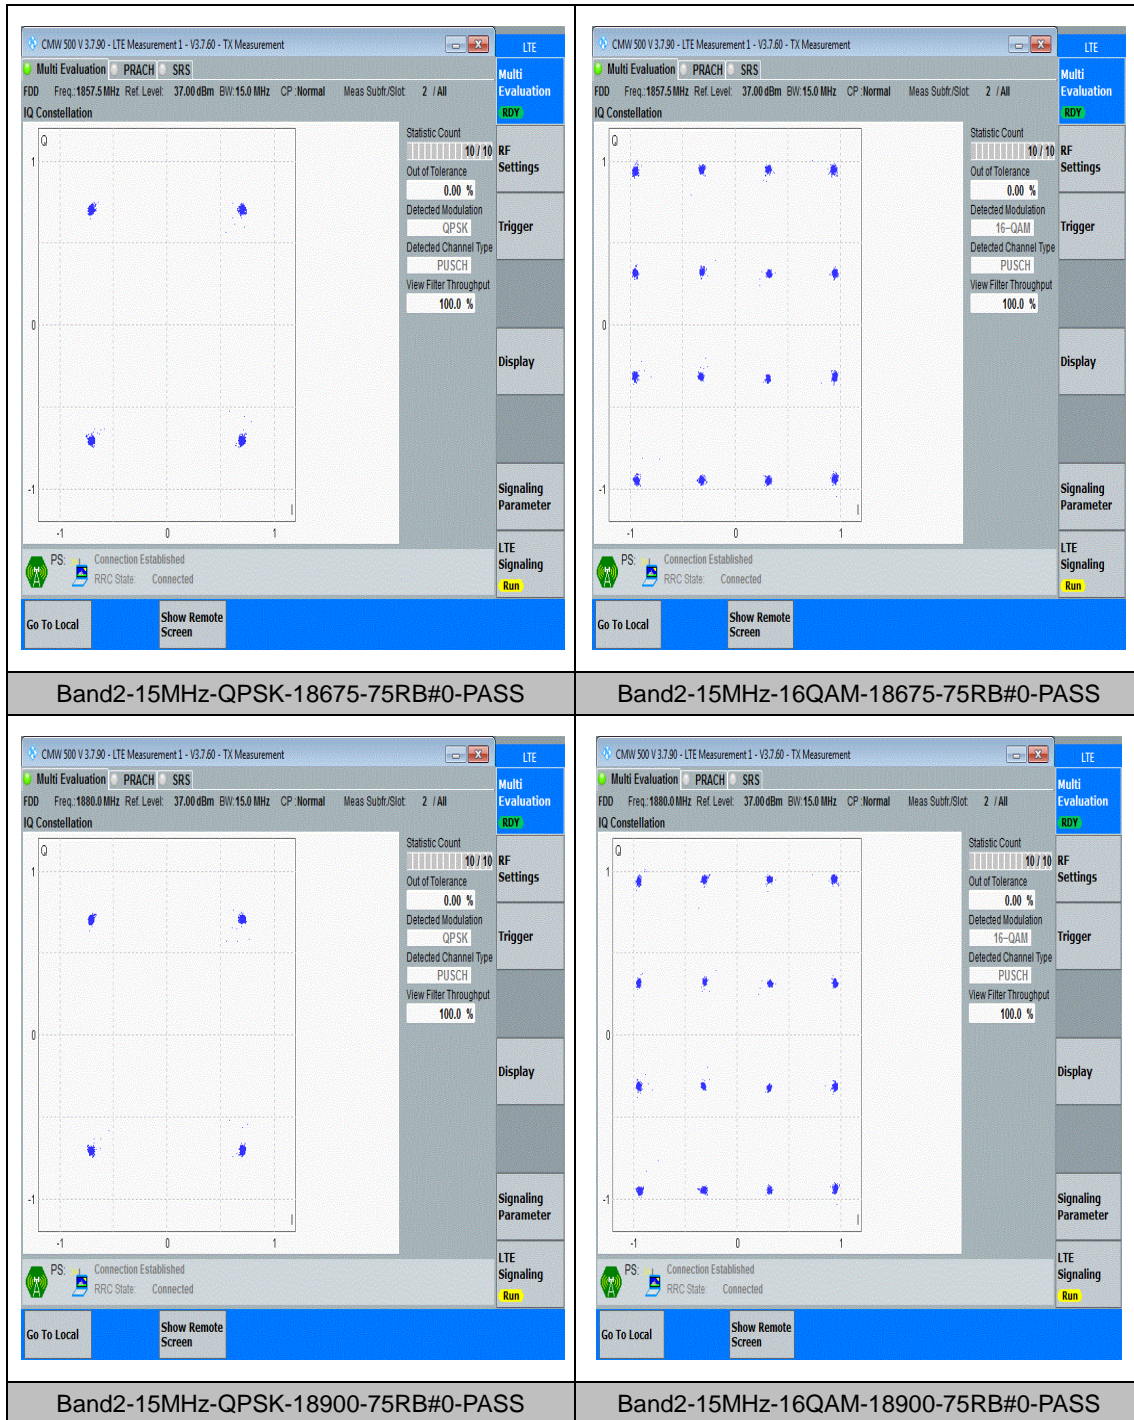 CMW 500 V 3.7.90 - LTE Measurement 1 - V3.7.60 - TX Measurement
LTE
Multi Evaluation PRACH SRS
Multi Evaluation
RDY
FDD Freq.:1857.5 MHz Ref. Level: 37.00 dBm BW:15.0 MHz CP :Normal Meas Subfr./Slot: 2 / All
IQ Constellation
Q
1
0
-1
-1 0 1
I
Statistic Count
10 / 10
Out of Tolerance
0.00 %
Detected Modulation
QPSK
Detected Channel Type
PUSCH
View Filter Throughput
100.0 %
RF Settings
Trigger
Display
Signaling Parameter
LTE Signaling
Run
PS: Connection Established
RRC State: Connected
Go To Local
Show Remote Screen
CMW 500 V 3.7.90 - LTE Measurement 1 - V3.7.60 - TX Measurement
LTE
Multi Evaluation PRACH SRS
Multi Evaluation
RDY
FDD Freq.:1857.5 MHz Ref. Level: 37.00 dBm BW:15.0 MHz CP :Normal Meas Subfr./Slot: 2 / All
IQ Constellation
Q
1
0
-1
-1 0 1
I
Statistic Count
10 / 10
Out of Tolerance
0.00 %
Detected Modulation
16-QAM
Detected Channel Type
PUSCH
View Filter Throughput
100.0 %
RF Settings
Trigger
Display
Signaling Parameter
LTE Signaling
Run
PS: Connection Established
RRC State: Connected
Go To Local
Show Remote Screen
Band2-15MHz-QPSK-18675-75RB#0-PASS
Band2-15MHz-16QAM-18675-75RB#0-PASS
CMW 500 V 3.7.90 - LTE Measurement 1 - V3.7.60 - TX Measurement
LTE
Multi Evaluation PRACH SRS
Multi Evaluation
RDY
FDD Freq.:1880.0 MHz Ref. Level: 37.00 dBm BW:15.0 MHz CP :Normal Meas Subfr./Slot: 2 / All
IQ Constellation
Q
1
0
-1
-1 0 1
I
Statistic Count
10 / 10
Out of Tolerance
0.00 %
Detected Modulation
QPSK
Detected Channel Type
PUSCH
View Filter Throughput
100.0 %
RF Settings
Trigger
Display
Signaling Parameter
LTE Signaling
Run
PS: Connection Established
RRC State: Connected
Go To Local
Show Remote Screen
CMW 500 V 3.7.90 - LTE Measurement 1 - V3.7.60 - TX Measurement
LTE
Multi Evaluation PRACH SRS
Multi Evaluation
RDY
FDD Freq.:1880.0 MHz Ref. Level: 37.00 dBm BW:15.0 MHz CP :Normal Meas Subfr./Slot: 2 / All
IQ Constellation
Q
1
0
-1
-1 0 1
I
Statistic Count
10 / 10
Out of Tolerance
0.00 %
Detected Modulation
16-QAM
Detected Channel Type
PUSCH
View Filter Throughput
100.0 %
RF Settings
Trigger
Display
Signaling Parameter
LTE Signaling
Run
PS: Connection Established
RRC State: Connected
Go To Local
Show Remote Screen
Band2-15MHz-QPSK-18900-75RB#0-PASS
Band2-15MHz-16QAM-18900-75RB#0-PASS